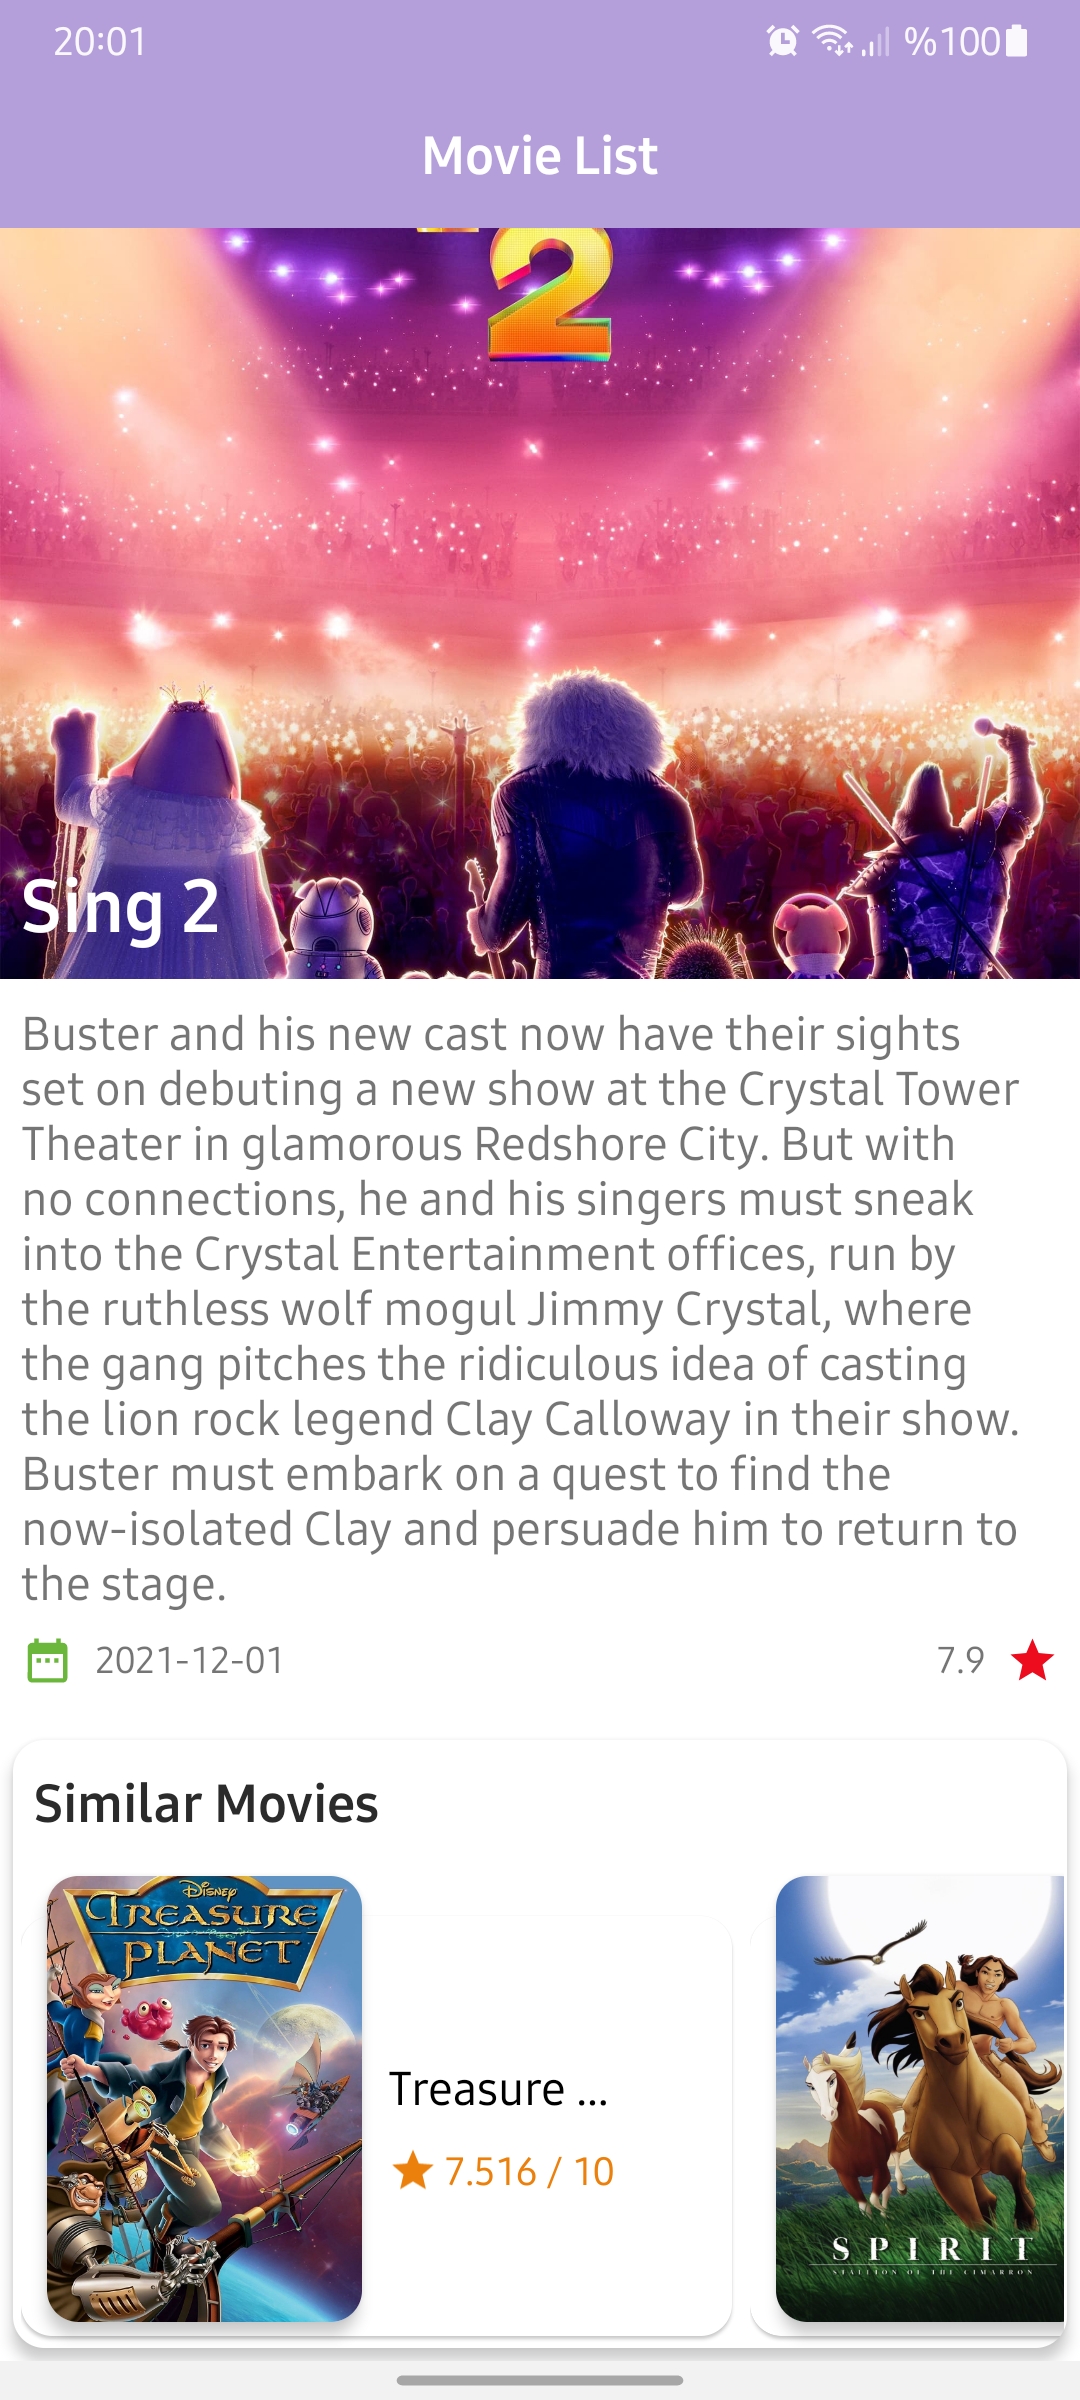 20:01
%100
Movie List
2
Sing 2
Buster and his new cast now have their sights
set on debuting a new show at the Crystal Tower
Theater in glamorous Redshore City. But with
no connections, he and his singers must sneak
into the Crystal Entertainment offices, run by
the ruthless wolf mogul Jimmy Crystal, where
the gang pitches the ridiculous idea of casting
the lion rock legend Clay Calloway in their show.
Buster must embark on a quest to find the
now-isolated Clay and persuade him to return to
the stage.
2021-12-01
7.9
Similar Movies
Disney
TREASURE
PLANET
Treasure ...
7.516 / 10
SPIRIT
STALLION OF THE CIMARRON